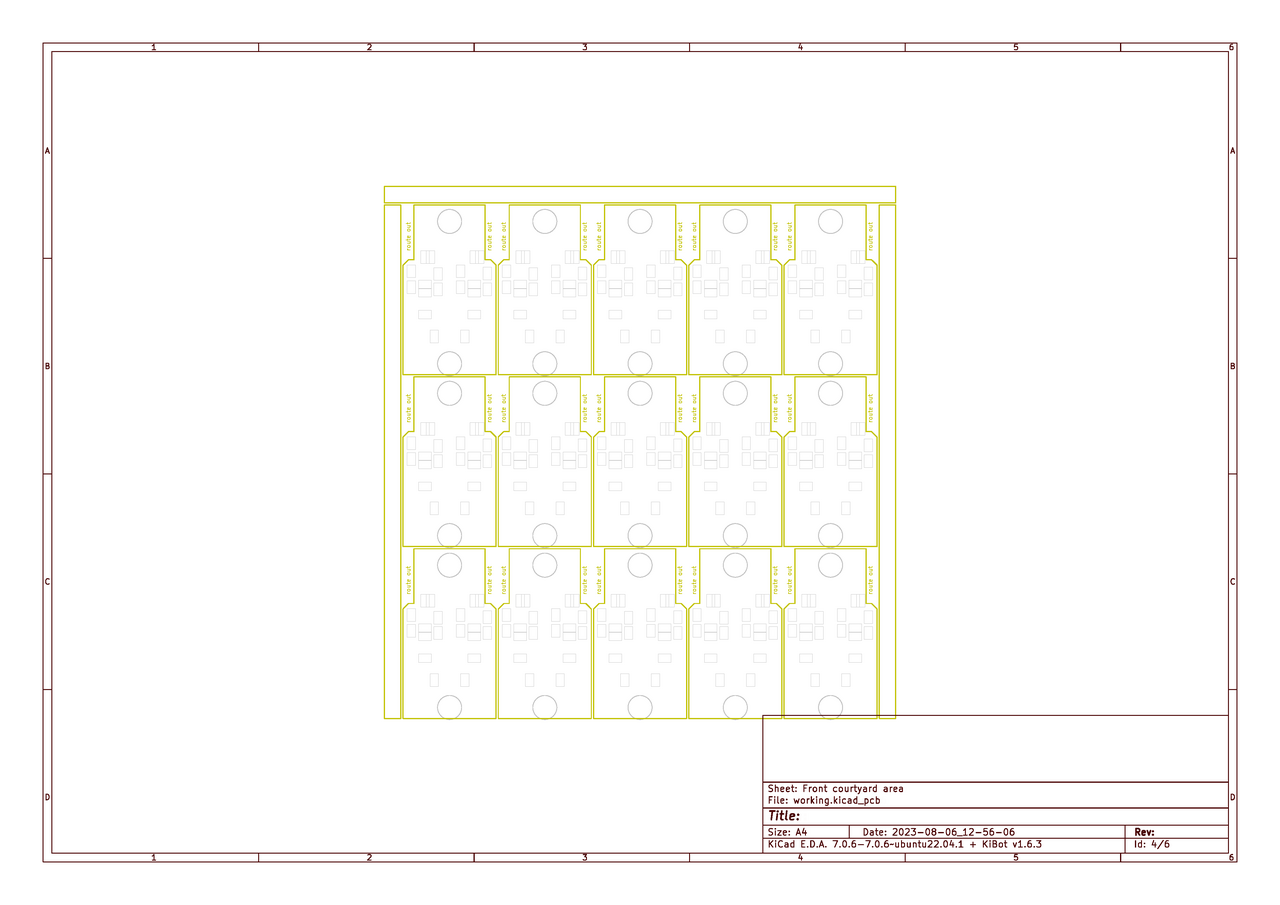 1 2 3 4 5 6
A A
route out route out route out route out route out route out route out route out route out route out
B B
route out route out route out route out route out route out route out route out route out route out
C C
route out route out route out route out route out route out route out route out route out route out
D D
Sheet: Front courtyard area
File: working.kicad_pcb
Title:
Size: A4 Date: 2023-08-06_12-56-06 Rev:
KiCad E.D.A. 7.0.6-7.0.6~ubuntu22.04.1 + KiBot v1.6.3 Id: 4/6
1 2 3 4 5 6